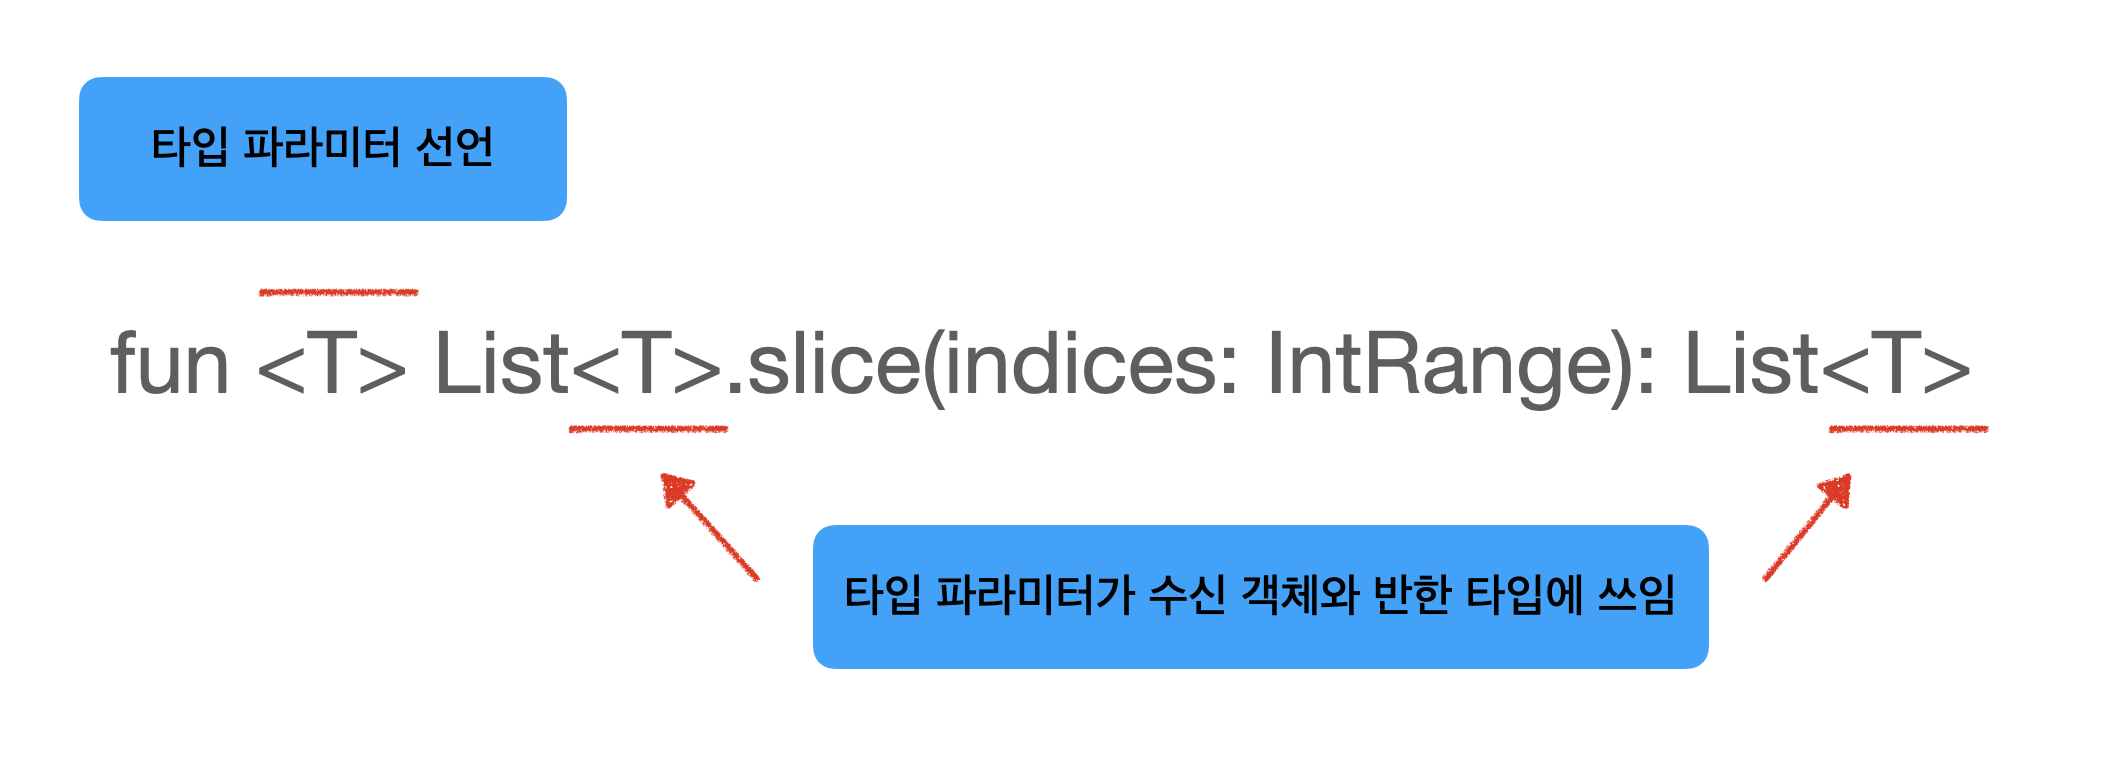 타입 파라미터 선언
fun <T> List<T>.slice(indices: IntRange): List<T>
타입 파라미터가 수신 객체와 반한 타입에 쓰임